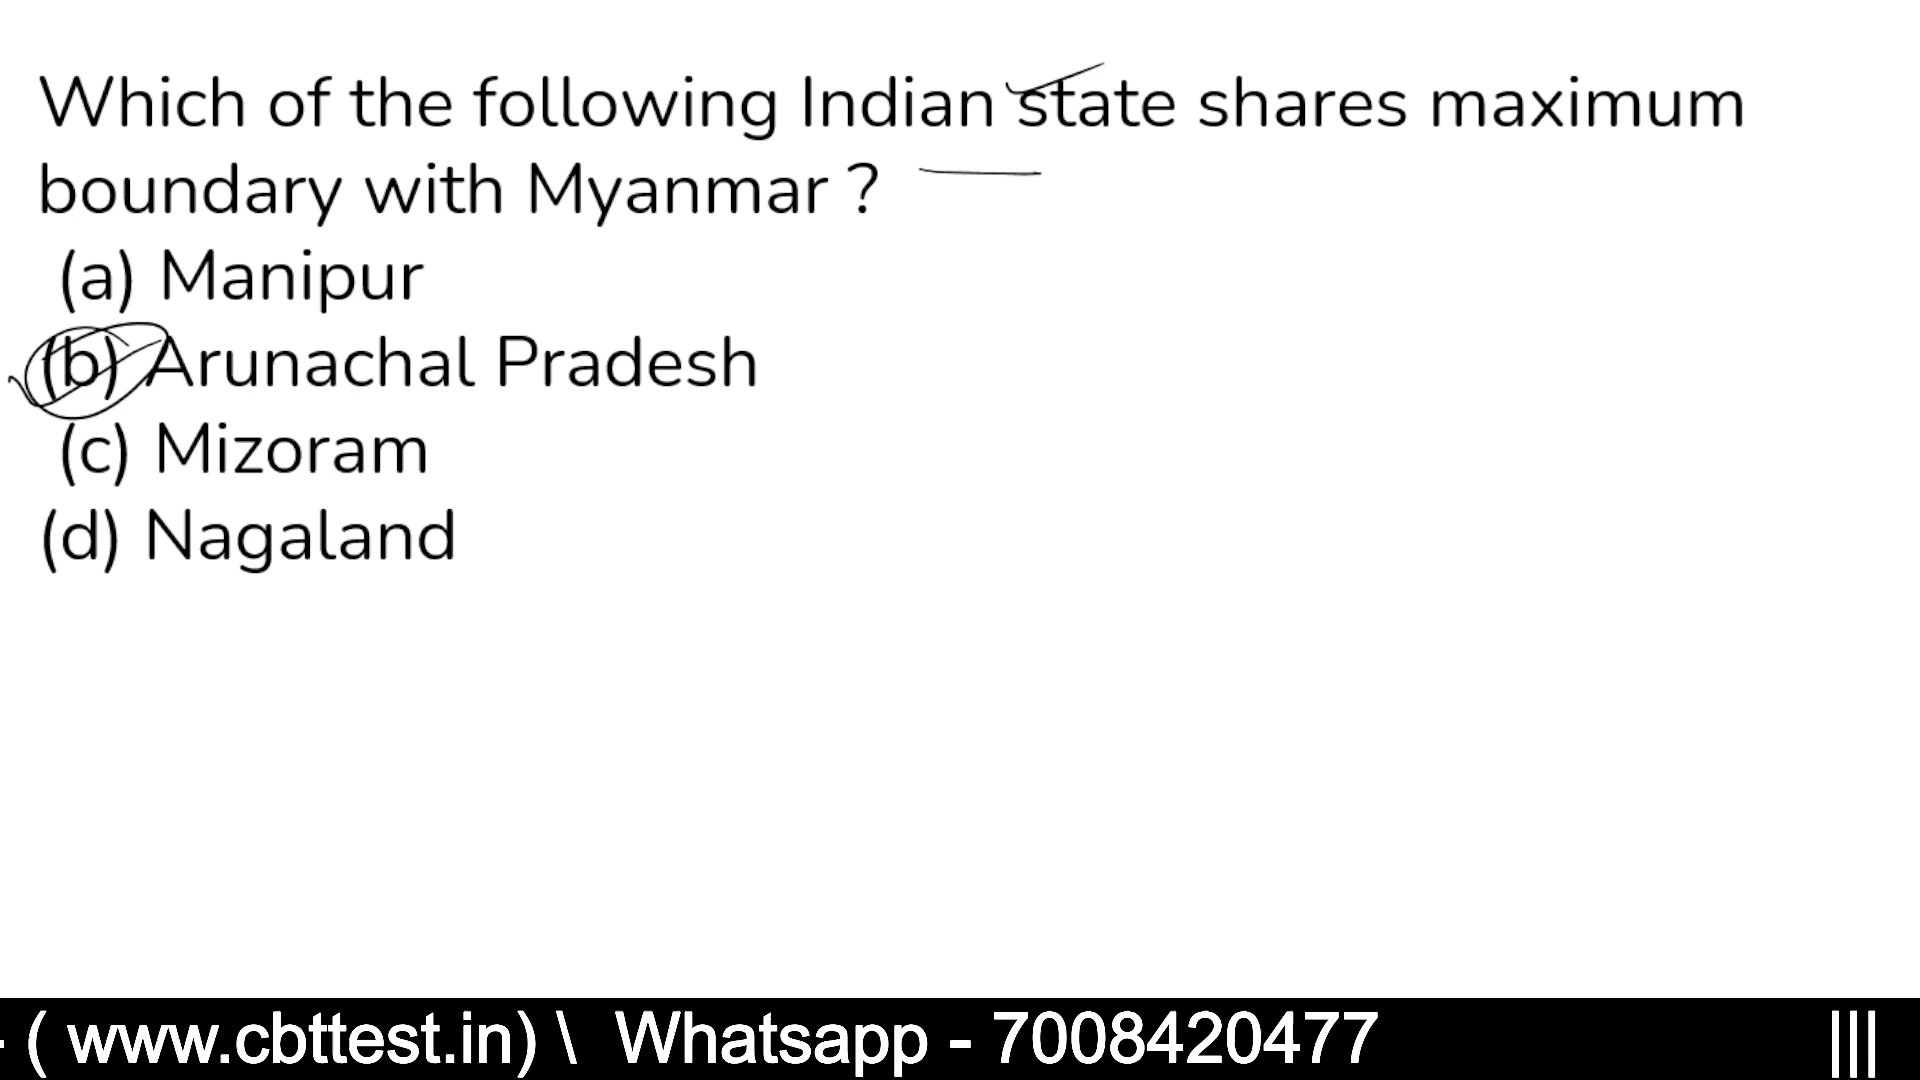 Which of the following Indian state shares maximum
boundary with Myanmar ?
(a) Manipur
(b) Arunachal Pradesh
(c) Mizoram
(d) Nagaland
- ( www.cbttest.in) \ Whatsapp - 7008420477 |||